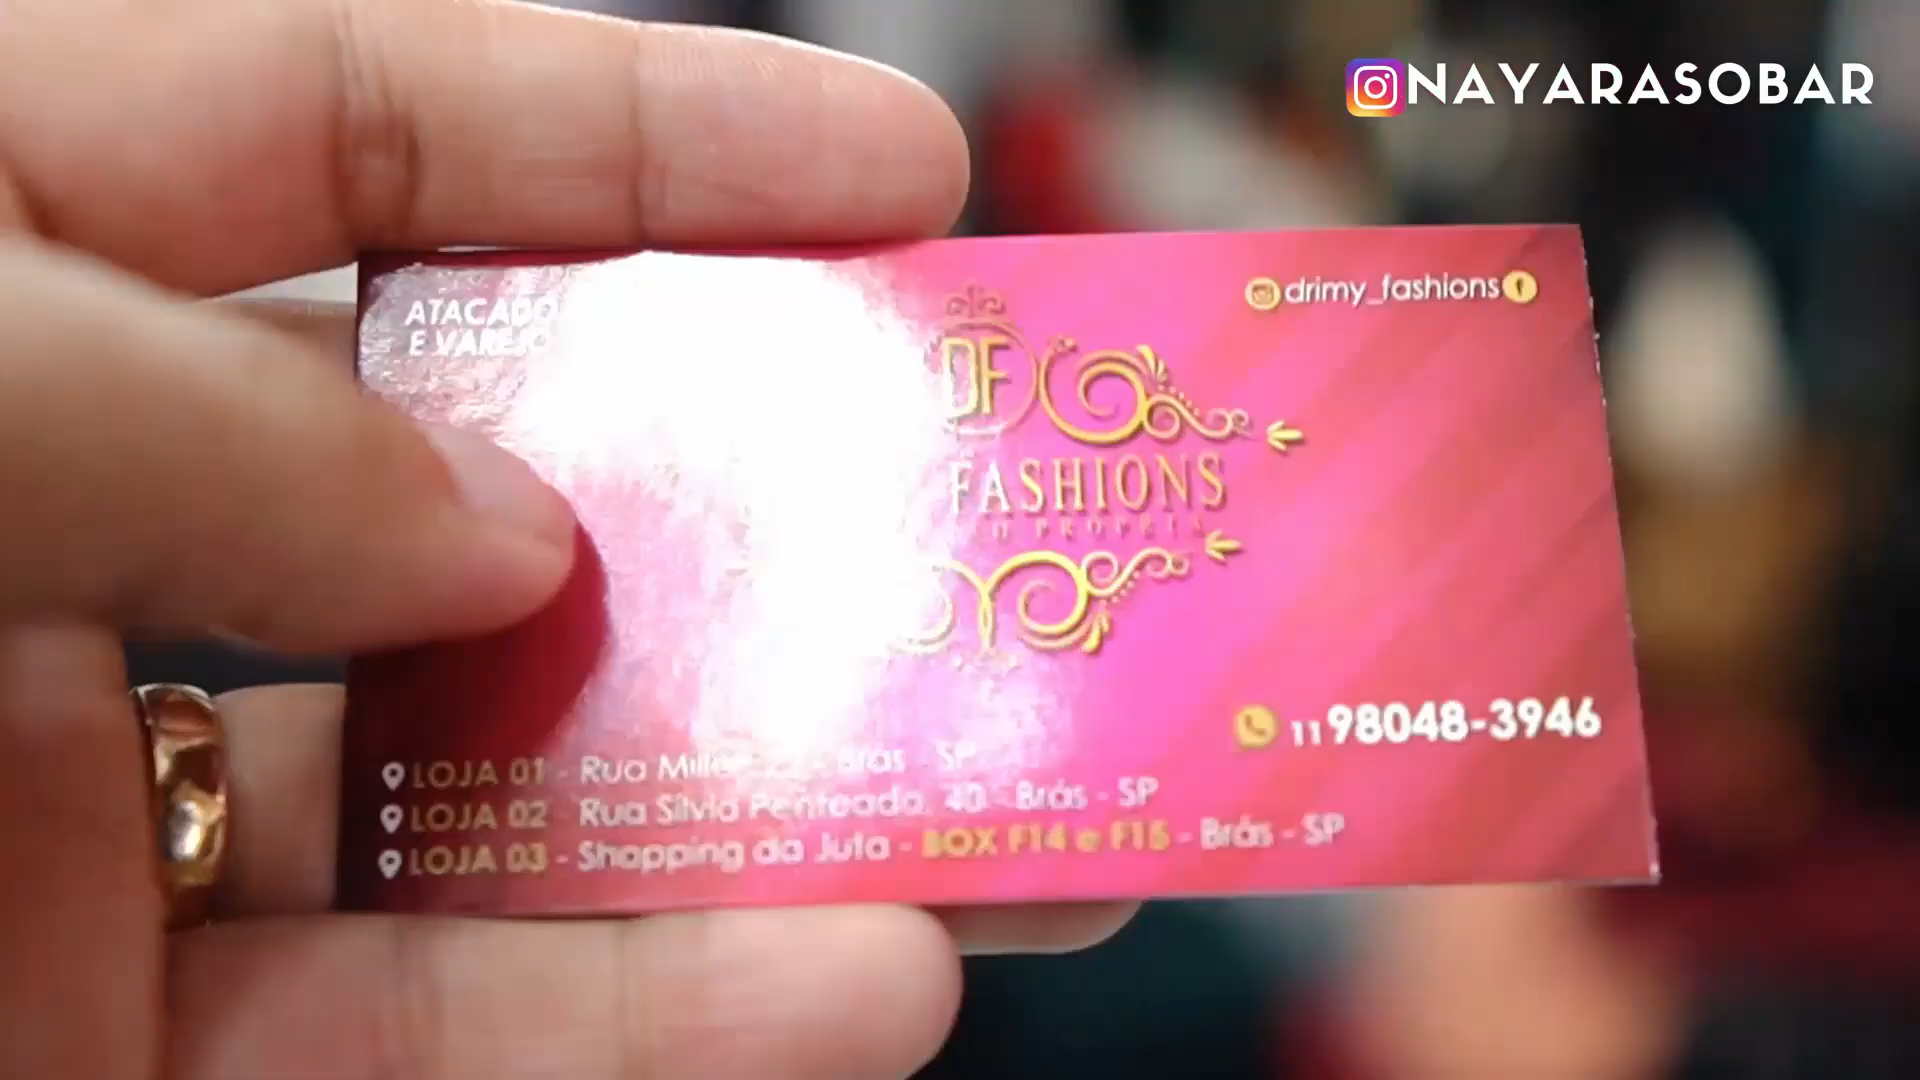 NAYARASOBAR
ATACADO
E VAREJO
drimy_fashions
DF
FASHIONS
PROPRIA
11 98048-3946
LOJA 01 - Rua - Brás - SP
LOJA 02 - Rua Silvia Penteado, 40 - Brás - SP
LOJA 03 - Shopping da Juta - BOX F14 e F15 - Brás - SP